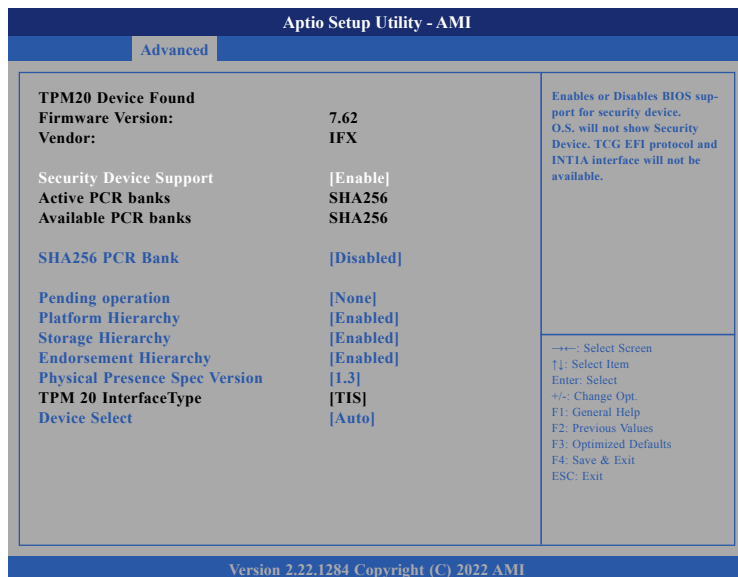 Aptio Setup Utility - AMI
Advanced
TPM20 Device Found
Firmware Version: 7.62
Vendor: IFX
Security Device Support [Enable]
Active PCR banks SHA256
Available PCR banks SHA256
SHA256 PCR Bank [Disabled]
Pending operation [None]
Platform Hierarchy [Enabled]
Storage Hierarchy [Enabled]
Endorsement Hierarchy [Enabled]
Physical Presence Spec Version [1.3]
TPM 20 InterfaceType [TIS]
Device Select [Auto]
Enables or Disables BIOS sup-
port for security device.
O.S. will not show Security
Device. TCG EFI protocol and
INT1A interface will not be
available.
→←: Select Screen
↑↓: Select Item
Enter: Select
+/-: Change Opt.
F1: General Help
F2: Previous Values
F3: Optimized Defaults
F4: Save & Exit
ESC: Exit
Version 2.22.1284 Copyright (C) 2022 AMI